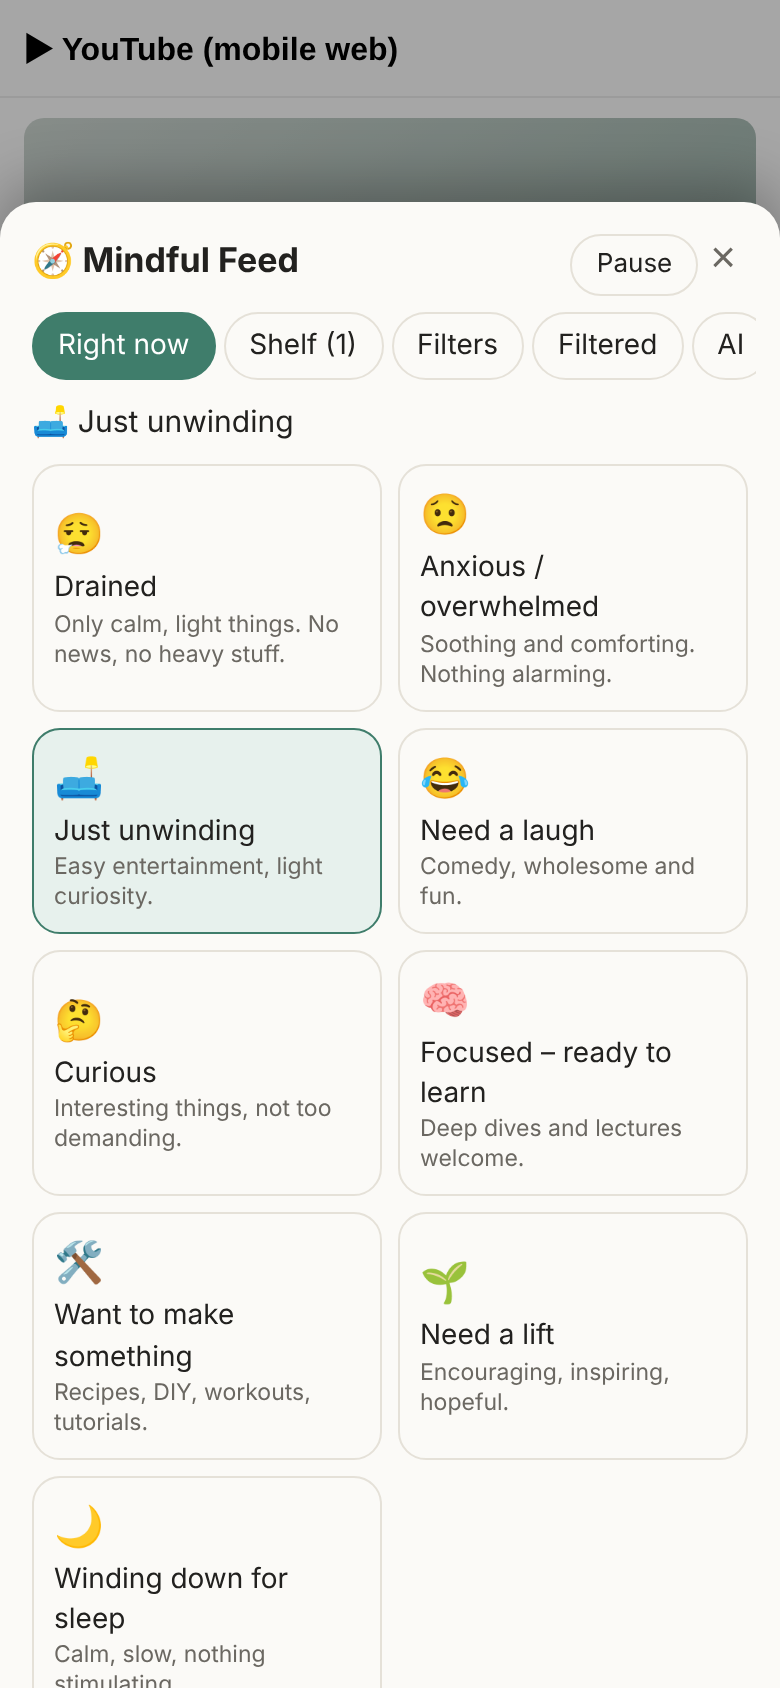 ▶ YouTube (mobile web)
🧭 Mindful Feed
Pause
✕
Right now
Shelf (1)
Filters
Filtered
AI
🛋️ Just unwinding
😮‍💨
Drained
Only calm, light things. No
news, no heavy stuff.
😟
Anxious /
overwhelmed
Soothing and comforting.
Nothing alarming.
🛋️
Just unwinding
Easy entertainment, light
curiosity.
😂
Need a laugh
Comedy, wholesome and
fun.
🤔
Curious
Interesting things, not too
demanding.
🧠
Focused – ready to
learn
Deep dives and lectures
welcome.
🛠️
Want to make
something
Recipes, DIY, workouts,
tutorials.
🌱
Need a lift
Encouraging, inspiring,
hopeful.
🌙
Winding down for
sleep
Calm, slow, nothing
stimulating